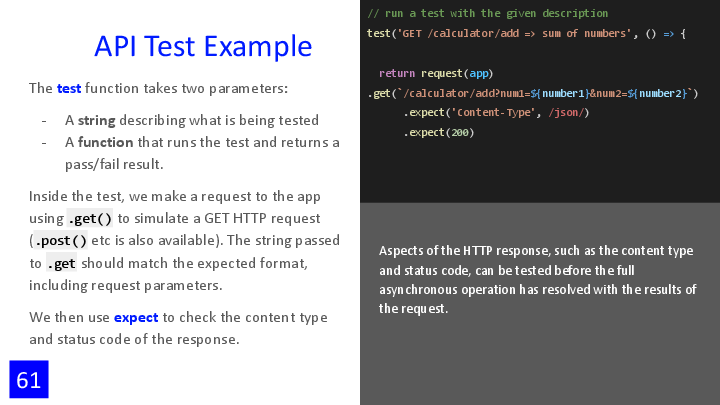 API Test Example
The test function takes two parameters:
- A string describing what is being tested
- A function that runs the test and returns a
pass/fail result.
Inside the test, we make a request to the app
using .get() to simulate a GET HTTP request
(.post() etc is also available). The string passed
to .get should match the expected format,
including request parameters.
We then use expect to check the content type
and status code of the response.
61
// run a test with the given description
test('GET /calculator/add => sum of numbers', () => {
return request(app)
.get(`/calculator/add?num1=${number1}&num2=${number2}`)
.expect('Content-Type', /json/)
.expect(200)
Aspects of the HTTP response, such as the content type
and status code, can be tested before the full
asynchronous operation has resolved with the results of
the request.